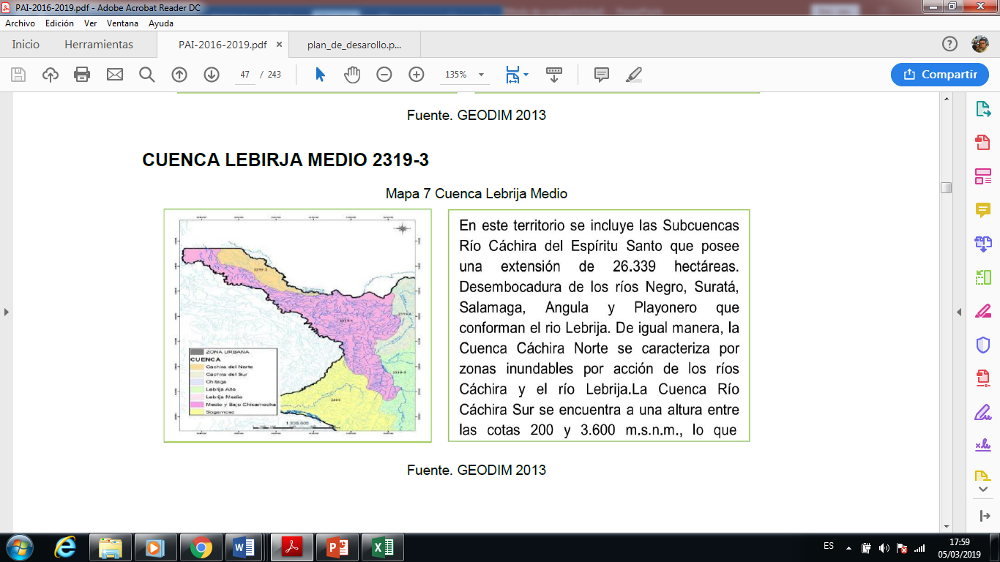 PAI-2016-2019.pdf - Adobe Acrobat Reader DC
Archivo Edición Ver Ventana Ayuda
Inicio Herramientas PAI-2016-2019.pdf × plan_de_desarollo.p...
47 / 243 135% Compartir
Fuente. GEODIM 2013
CUENCA LEBIRJA MEDIO 2319-3
Mapa 7 Cuenca Lebrija Medio
2319-3
2319-1
ZONA URBANA
CUENCA
Cachira del Norte
Cachira del Sur
Chitaga
Lebrija Alto
Lebrija Medio
Medio y Bajo Chicamocha
Sogamoso
1:350.000
En este territorio se incluye las Subcuencas
Río Cáchira del Espíritu Santo que posee
una extensión de 26.339 hectáreas.
Desembocadura de los ríos Negro, Suratá,
Salamaga, Angula y Playonero que
conforman el rio Lebrija. De igual manera, la
Cuenca Cáchira Norte se caracteriza por
zonas inundables por acción de los ríos
Cáchira y el río Lebrija.La Cuenca Río
Cáchira Sur se encuentra a una altura entre
las cotas 200 y 3.600 m.s.n.m., lo que
Fuente. GEODIM 2013
ES 17:59
05/03/2019